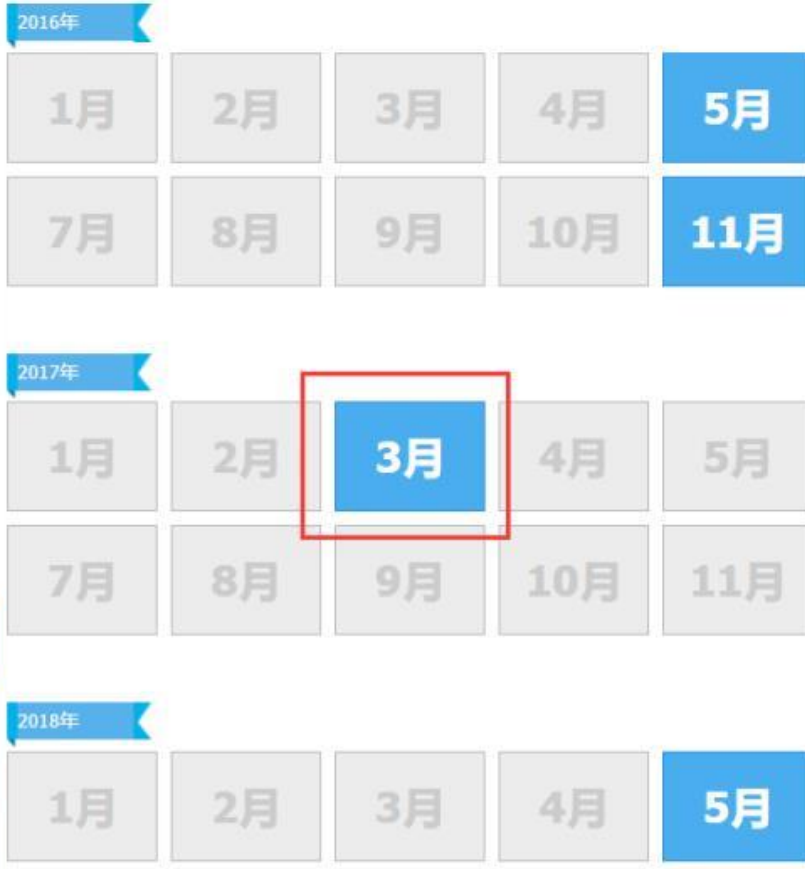 2016年
1月 2月 3月 4月 5月
7月 8月 9月 10月 11月
2017年
1月 2月 3月 4月 5月
7月 8月 9月 10月 11月
2018年
1月 2月 3月 4月 5月